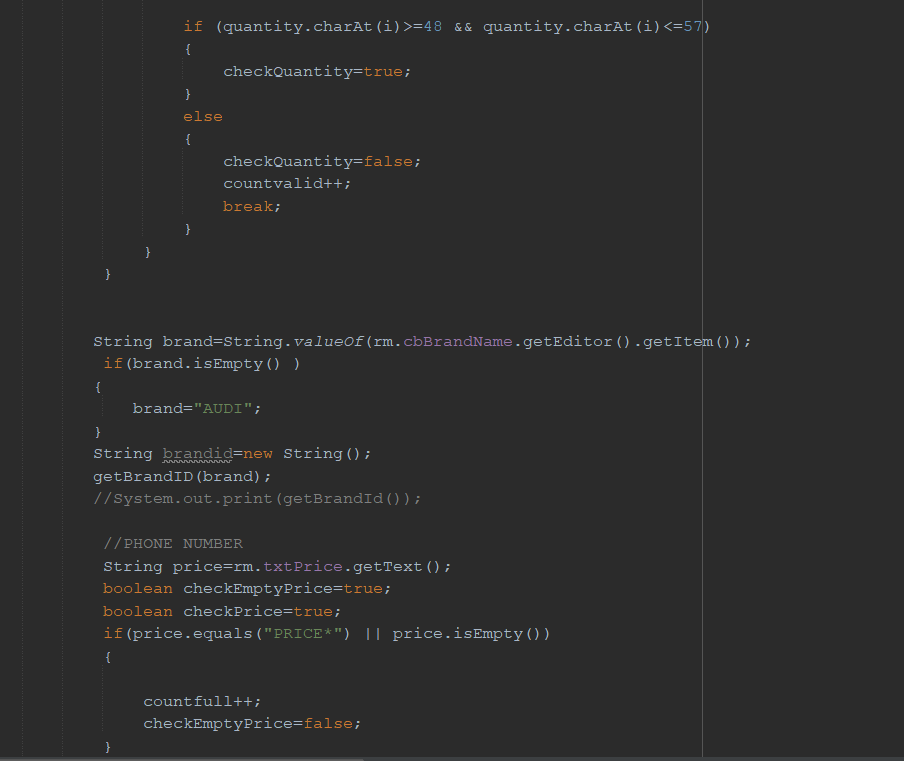 if (quantity.charAt(i)>=48 && quantity.charAt(i)<=57)
{
checkQuantity=true;
}
else
{
checkQuantity=false;
countvalid++;
break;
}
}
}
String brand=String.valueOf(rm.cbBrandName.getEditor().getItem());
if(brand.isEmpty() )
{
brand="AUDI";
}
String brandid=new String();
getBrandID(brand);
//System.out.print(getBrandId());
//PHONE NUMBER
String price=rm.txtPrice.getText();
boolean checkEmptyPrice=true;
boolean checkPrice=true;
if(price.equals("PRICE*") || price.isEmpty())
{
countfull++;
checkEmptyPrice=false;
}